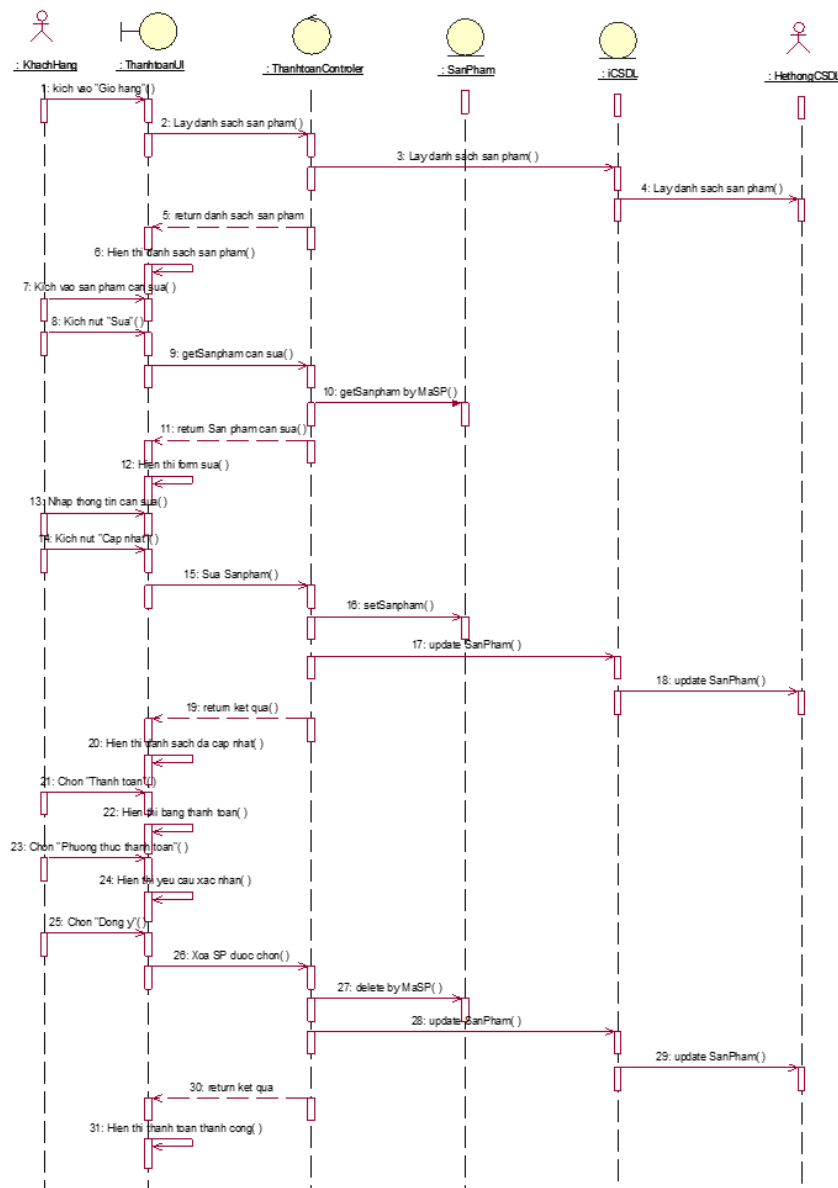 : KhachHang
: ThanhtoanUI
: ThanhtoanControler
: SanPham
: iCSDL
: HethongCSDL
1: kich vao "Gio hang"( )
2: Lay danh sach san pham( )
3: Lay danh sach san pham( )
4: Lay danh sach san pham( )
5: return danh sach san pham
6: Hien thi danh sach san pham( )
7: Kich vao san pham can sua( )
8: Kich nut "Sua"( )
9: getSanpham can sua( )
10: getSanpham by MaSP( )
11: return San pham can sua( )
12: Hien thi form sua( )
13: Nhap thong tin can sua( )
14: Kich nut "Cap nhat"( )
15: Sua Sanpham( )
16: setSanpham( )
17: update SanPham( )
18: update SanPham( )
19: return ket qua( )
20: Hien thi danh sach da cap nhat( )
21: Chon "Thanh toan"( )
22: Hien thi bang thanh toan( )
23: Chon "Phuong thuc thanh toan"( )
24: Hien thi yeu cau xac nhan( )
25: Chon "Dong y"( )
26: Xoa SP duoc chon( )
27: delete by MaSP( )
28: update SanPham( )
29: update SanPham( )
30: return ket qua
31: Hien thi thanh toan thanh cong( )